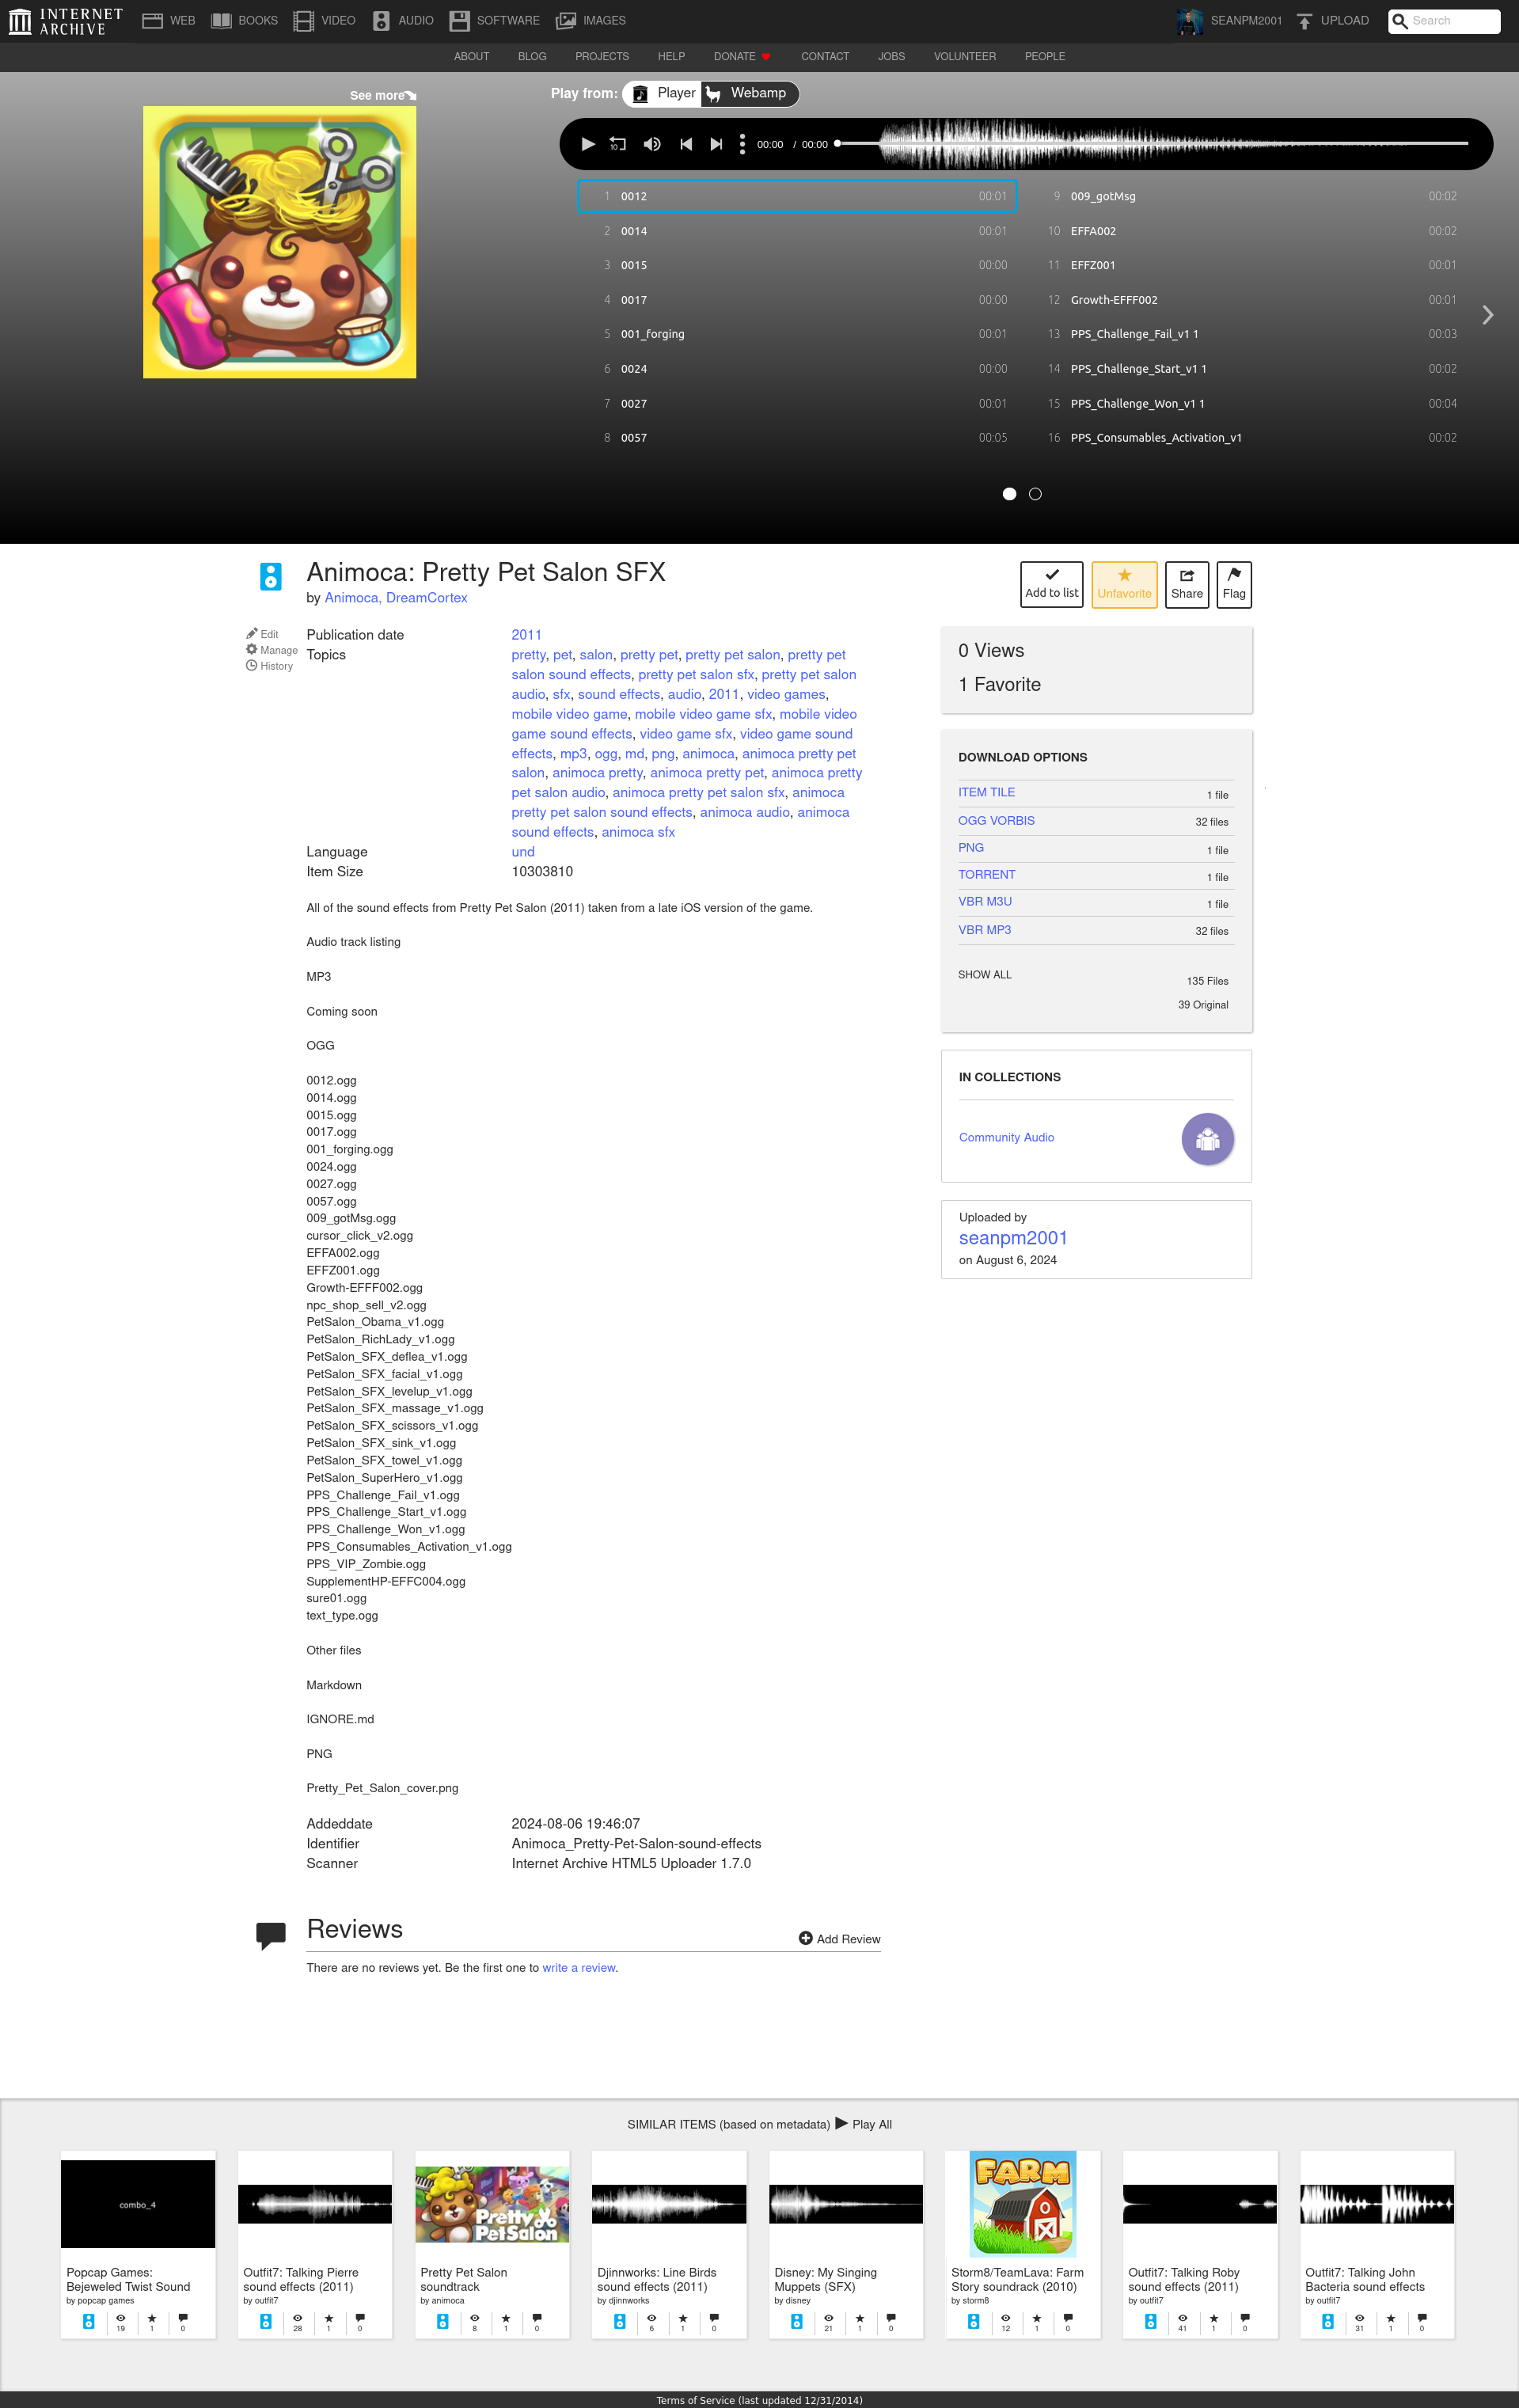 INTERNET ARCHIVE
WEB BOOKS VIDEO AUDIO SOFTWARE IMAGES SEANPM2001 UPLOAD Search
ABOUT BLOG PROJECTS HELP DONATE CONTACT JOBS VOLUNTEER PEOPLE
See more
Play from: Player Webamp
10 00:00 / 00:00
1 0012 00:01
2 0014 00:01
3 0015 00:00
4 0017 00:00
5 001_forging 00:01
6 0024 00:00
7 0027 00:01
8 0057 00:05
9 009_gotMsg 00:02
10 EFFA002 00:02
11 EFFZ001 00:01
12 Growth-EFFF002 00:01
13 PPS_Challenge_Fail_v1 1 00:03
14 PPS_Challenge_Start_v1 1 00:02
15 PPS_Challenge_Won_v1 1 00:04
16 PPS_Consumables_Activation_v1 00:02
Animoca: Pretty Pet Salon SFX
by Animoca, DreamCortex
Add to list Unfavorite Share Flag
Edit
Manage
History
Publication date 2011
Topics pretty, pet, salon, pretty pet, pretty pet salon, pretty pet
salon sound effects, pretty pet salon sfx, pretty pet salon
audio, sfx, sound effects, audio, 2011, video games,
mobile video game, mobile video game sfx, mobile video
game sound effects, video game sfx, video game sound
effects, mp3, ogg, md, png, animoca, animoca pretty pet
salon, animoca pretty, animoca pretty pet, animoca pretty
pet salon audio, animoca pretty pet salon sfx, animoca
pretty pet salon sound effects, animoca audio, animoca
sound effects, animoca sfx
Language und
Item Size 10303810
All of the sound effects from Pretty Pet Salon (2011) taken from a late iOS version of the game.
Audio track listing
MP3
Coming soon
OGG
0012.ogg
0014.ogg
0015.ogg
0017.ogg
001_forging.ogg
0024.ogg
0027.ogg
0057.ogg
009_gotMsg.ogg
cursor_click_v2.ogg
EFFA002.ogg
EFFZ001.ogg
Growth-EFFF002.ogg
npc_shop_sell_v2.ogg
PetSalon_Obama_v1.ogg
PetSalon_RichLady_v1.ogg
PetSalon_SFX_deflea_v1.ogg
PetSalon_SFX_facial_v1.ogg
PetSalon_SFX_levelup_v1.ogg
PetSalon_SFX_massage_v1.ogg
PetSalon_SFX_scissors_v1.ogg
PetSalon_SFX_sink_v1.ogg
PetSalon_SFX_towel_v1.ogg
PetSalon_SuperHero_v1.ogg
PPS_Challenge_Fail_v1.ogg
PPS_Challenge_Start_v1.ogg
PPS_Challenge_Won_v1.ogg
PPS_Consumables_Activation_v1.ogg
PPS_VIP_Zombie.ogg
SupplementHP-EFFC004.ogg
sure01.ogg
text_type.ogg
Other files
Markdown
IGNORE.md
PNG
Pretty_Pet_Salon_cover.png
Addeddate 2024-08-06 19:46:07
Identifier Animoca_Pretty-Pet-Salon-sound-effects
Scanner Internet Archive HTML5 Uploader 1.7.0
0 Views
1 Favorite
DOWNLOAD OPTIONS
ITEM TILE 1 file
OGG VORBIS 32 files
PNG 1 file
TORRENT 1 file
VBR M3U 1 file
VBR MP3 32 files
SHOW ALL 135 Files
39 Original
IN COLLECTIONS
Community Audio
Uploaded by
seanpm2001
on August 6, 2024
Reviews
Add Review
There are no reviews yet. Be the first one to write a review.
SIMILAR ITEMS (based on metadata) Play All
combo_4
Popcap Games:
Bejeweled Twist Sound
by popcap games
19 1 0
Outfit7: Talking Pierre
sound effects (2011)
by outfit7
28 1 0
Pretty
Pet Salon
Pretty Pet Salon
soundtrack
by animoca
8 1 0
Djinnworks: Line Birds
sound effects (2011)
by djinnworks
6 1 0
Disney: My Singing
Muppets (SFX)
by disney
21 1 0
FARM
Storm8/TeamLava: Farm
Story soundrack (2010)
by storm8
12 1 0
Outfit7: Talking Roby
sound effects (2011)
by outfit7
41 1 0
Outfit7: Talking John
Bacteria sound effects
by outfit7
31 1 0
Terms of Service (last updated 12/31/2014)